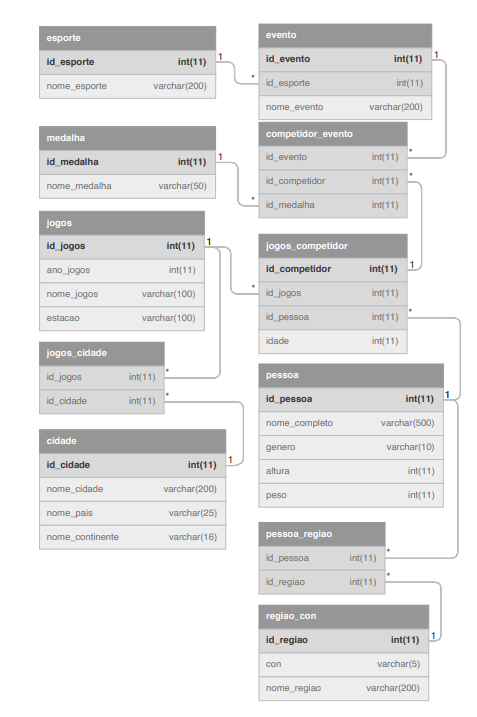 esporte
id_esporte int(11) 1
nome_esporte varchar(200)
medalha
id_medalha int(11) 1
nome_medalha varchar(50)
jogos
id_jogos int(11) 1
ano_jogos int(11)
nome_jogos varchar(100)
estacao varchar(100)
jogos_cidade
id_jogos int(11) *
id_cidade int(11) *
cidade
id_cidade int(11) 1
nome_cidade varchar(200)
nome_pais varchar(25)
nome_continente varchar(16)
evento
id_evento int(11) 1
* id_esporte int(11)
nome_evento varchar(200)
competidor_evento
id_evento int(11) *
id_competidor int(11) *
* id_medalha int(11)
jogos_competidor
id_competidor int(11) 1
* id_jogos int(11)
id_pessoa int(11) *
idade int(11)
pessoa
id_pessoa int(11) 1
nome_completo varchar(500)
genero varchar(10)
altura int(11)
peso int(11)
pessoa_regiao
id_pessoa int(11) *
id_regiao int(11) *
regiao_con
id_regiao int(11) 1
con varchar(5)
nome_regiao varchar(200)